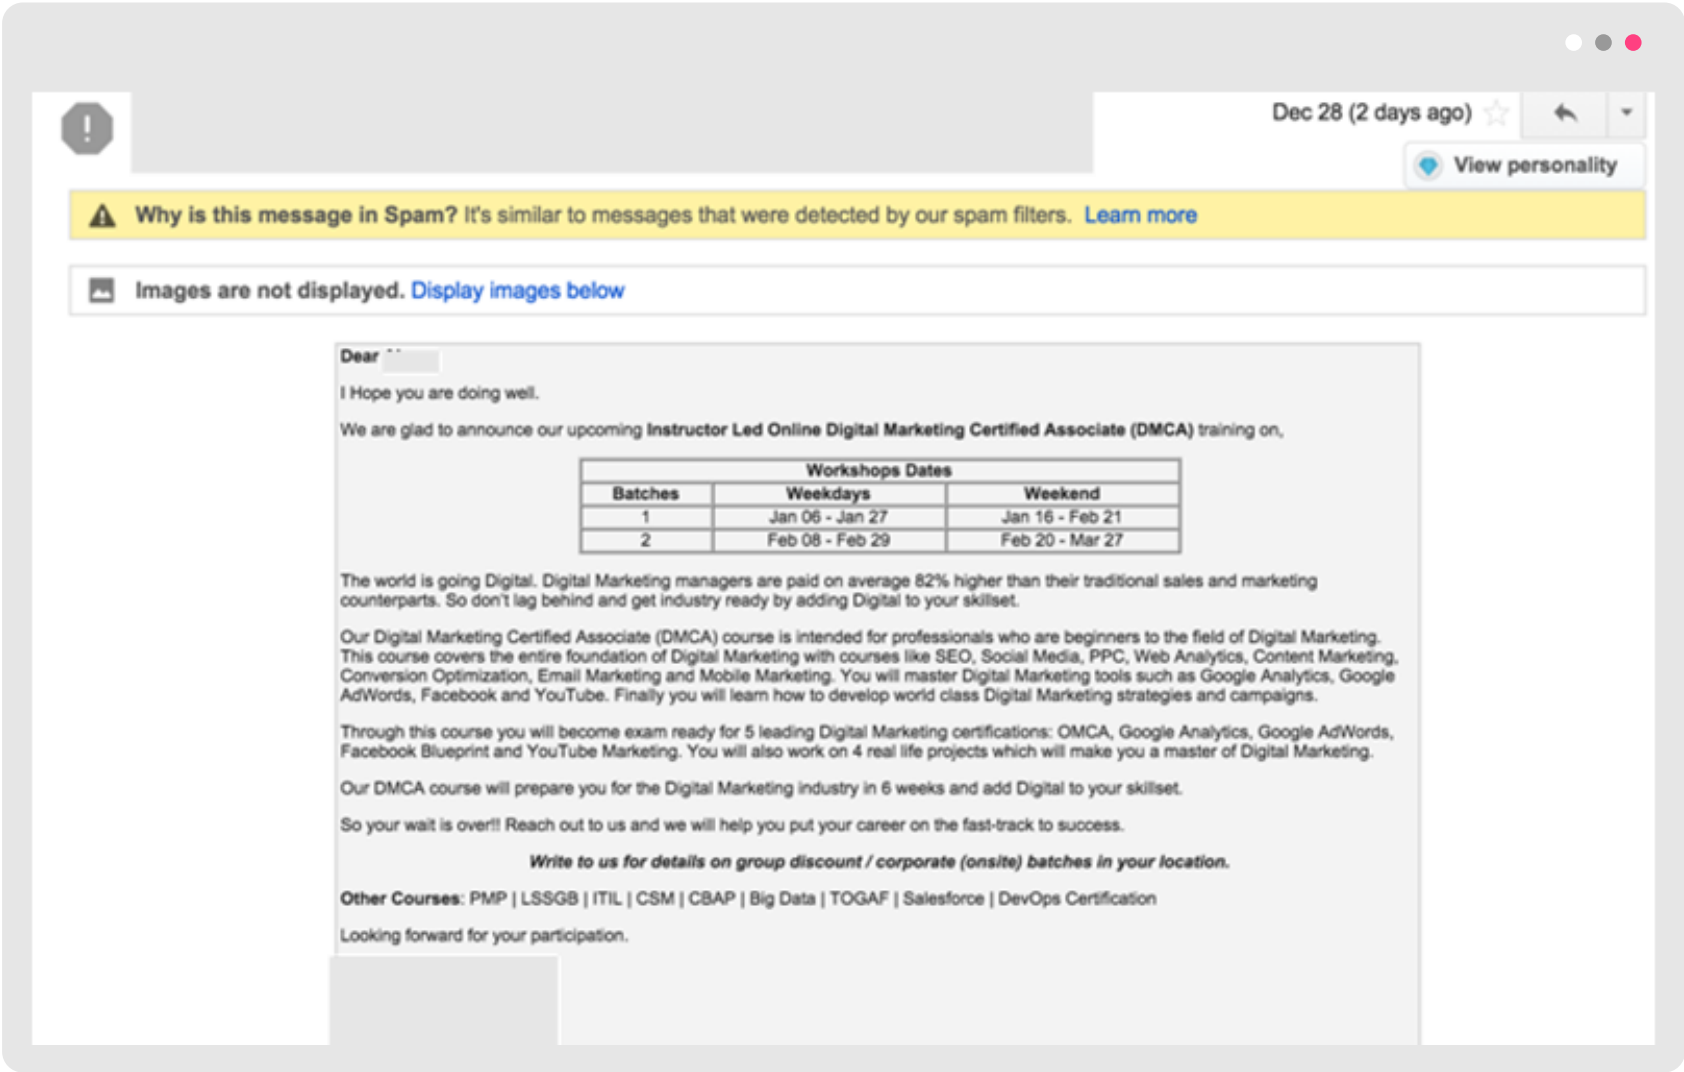 Dec 28 (2 days ago)
View personality
Why is this message in Spam? It's similar to messages that were detected by our spam filters. Learn more
Images are not displayed. Display images below
Dear
I Hope you are doing well.
We are glad to announce our upcoming Instructor Led Online Digital Marketing Certified Associate (DMCA) training on,
Workshops Dates
Batches Weekdays Weekend
1 Jan 06 - Jan 27 Jan 16 - Feb 21
2 Feb 08 - Feb 29 Feb 20 - Mar 27
The world is going Digital. Digital Marketing managers are paid on average 82% higher than their traditional sales and marketing
counterparts. So don't lag behind and get industry ready by adding Digital to your skillset.
Our Digital Marketing Certified Associate (DMCA) course is intended for professionals who are beginners to the field of Digital Marketing.
This course covers the entire foundation of Digital Marketing with courses like SEO, Social Media, PPC, Web Analytics, Content Marketing,
Conversion Optimization, Email Marketing and Mobile Marketing. You will master Digital Marketing tools such as Google Analytics, Google
AdWords, Facebook and YouTube. Finally you will learn how to develop world class Digital Marketing strategies and campaigns.
Through this course you will become exam ready for 5 leading Digital Marketing certifications: OMCA, Google Analytics, Google AdWords,
Facebook Blueprint and YouTube Marketing. You will also work on 4 real life projects which will make you a master of Digital Marketing.
Our DMCA course will prepare you for the Digital Marketing industry in 6 weeks and add Digital to your skillset.
So your wait is over!! Reach out to us and we will help you put your career on the fast-track to success.
Write to us for details on group discount / corporate (onsite) batches in your location.
Other Courses: PMP | LSSGB | ITIL | CSM | CBAP | Big Data | TOGAF | Salesforce | DevOps Certification
Looking forward for your participation.